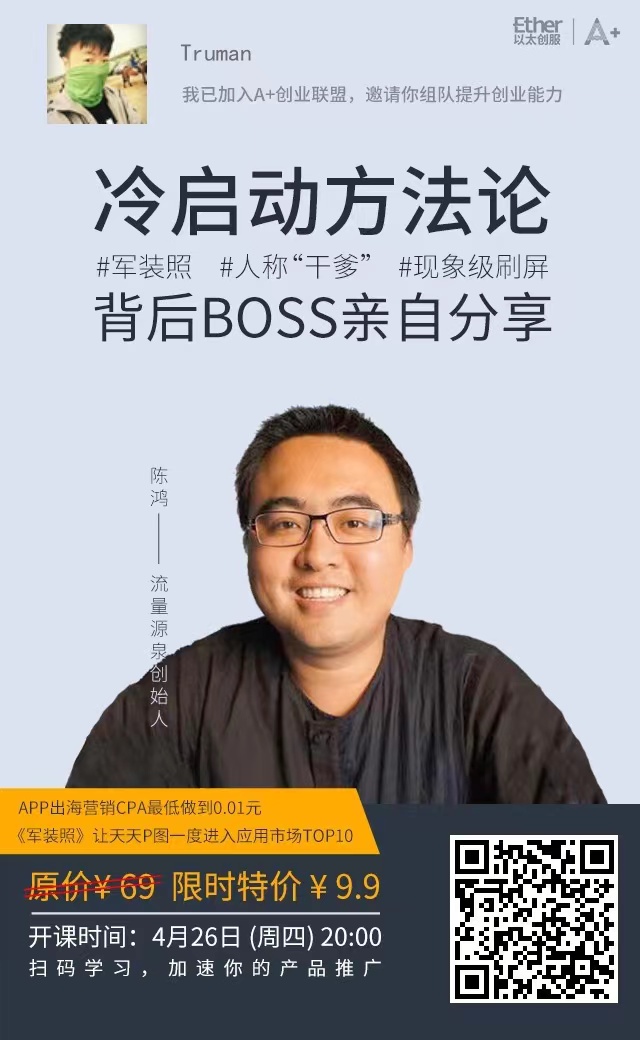 Ether
以太创服
A+
Truman
我已加入A+创业联盟，邀请你组队提升创业能力
冷启动方法论
#军装照 #人称“干爹” #现象级刷屏
背后BOSS亲自分享
陈鸿——流量源泉创始人
APP出海营销CPA最低做到0.01元
《军装照》让天天P图一度进入应用市场TOP10
原价¥69 限时特价¥9.9
开课时间：4月26日 (周四) 20:00
扫码学习，加速你的产品推广